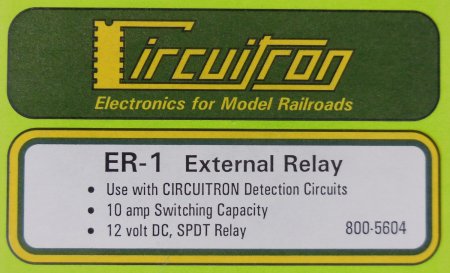 Circuitron
Electronics for Model Railroads
ER-1 External Relay
• Use with CIRCUITRON Detection Circuits
• 10 amp Switching Capacity
• 12 volt DC, SPDT Relay 800-5604